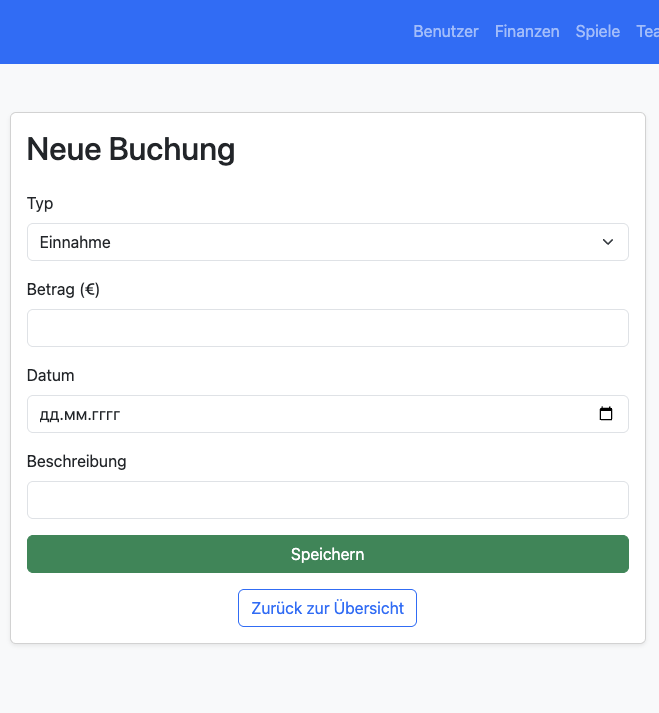 Benutzer Finanzen Spiele Tea
Neue Buchung
Typ
Einnahme
Betrag (€)
Datum
дд.мм.гггг
Beschreibung
Speichern
Zurück zur Übersicht